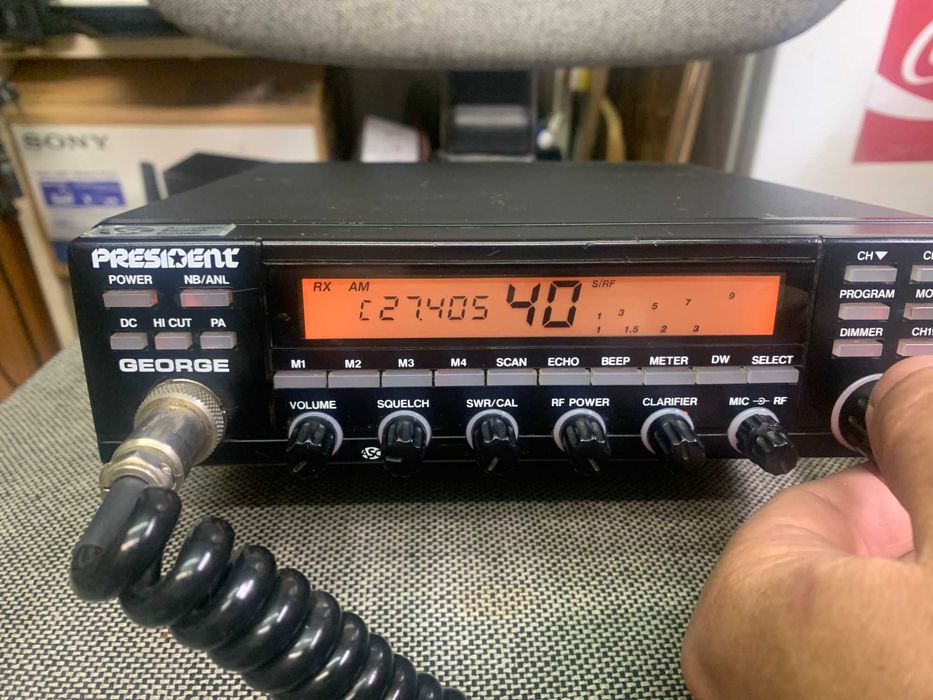 SONY
PRESIDENT
POWER NB/ANL
DC HI CUT PA
GEORGE
RX AM S/RF
C 27.405 40
1 3 5 7 9
1 1.5 2 3
M1 M2 M3 M4 SCAN ECHO BEEP METER DW SELECT
VOLUME SQUELCH SWR/CAL RF POWER CLARIFIER MIC RF
ASC
CH▼
PROGRAM
DIMMER